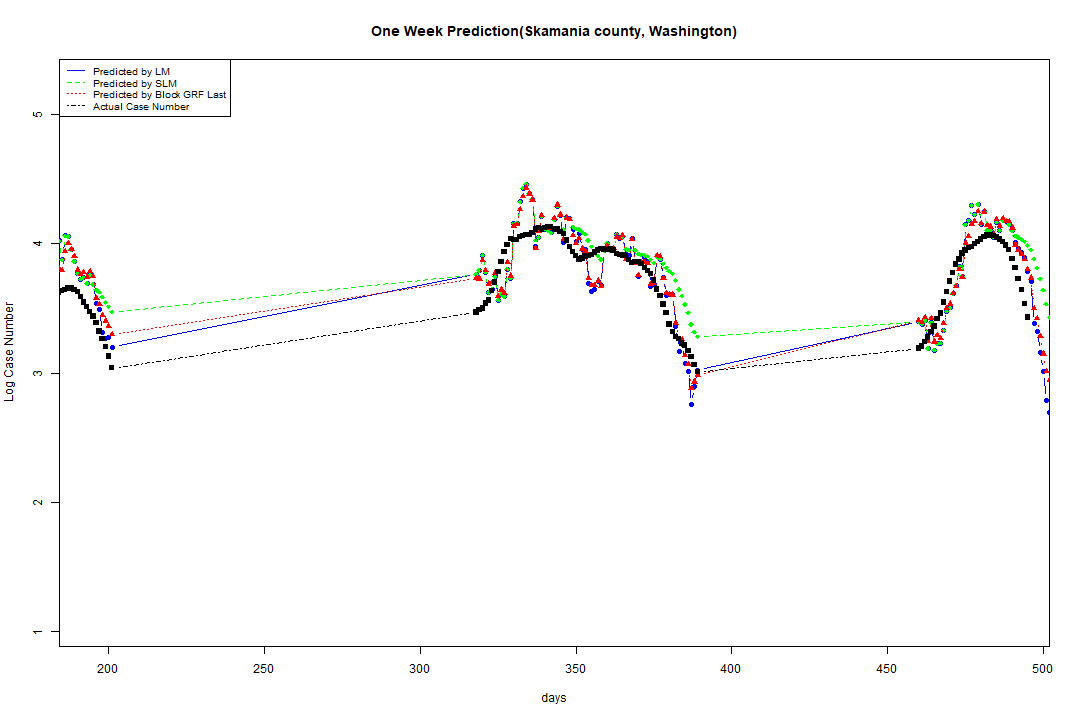 One Week Prediction(Skamania county, Washington)
Predicted by LM
Predicted by SLM
Predicted by Block GRF Last
Actual Case Number
5
4
3
2
1
Log Case Number
200
250
300
350
400
450
500
days